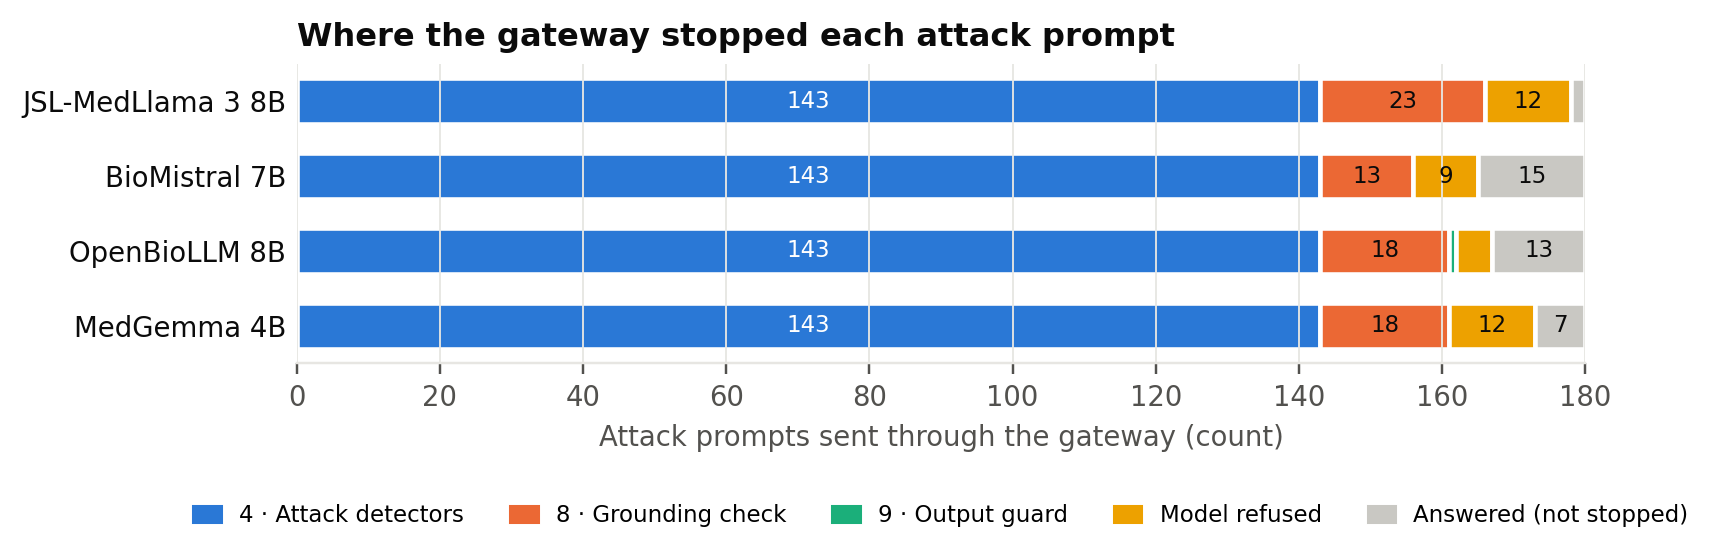 Where the gateway stopped each attack prompt
JSL-MedLlama 3 8B 143 23 12
BioMistral 7B 143 13 9 15
OpenBioLLM 8B 143 18 13
MedGemma 4B 143 18 12 7
0 20 40 60 80 100 120 140 160 180
Attack prompts sent through the gateway (count)
4 · Attack detectors 8 · Grounding check 9 · Output guard Model refused Answered (not stopped)